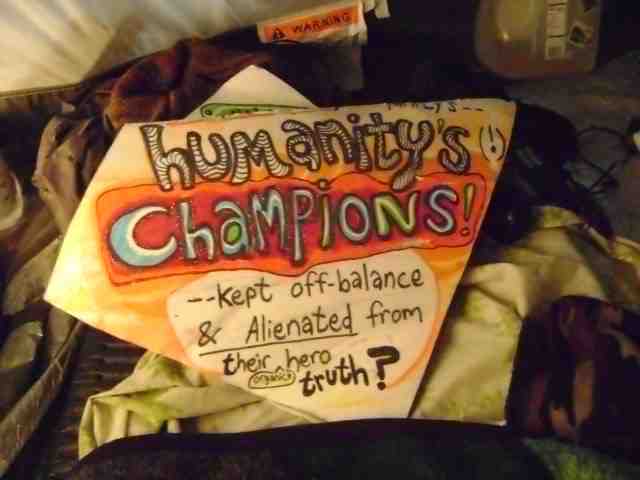 WARNING
humanity's (!)
Champions!
--kept off-balance
& Alienated from
their hero
organic truth?